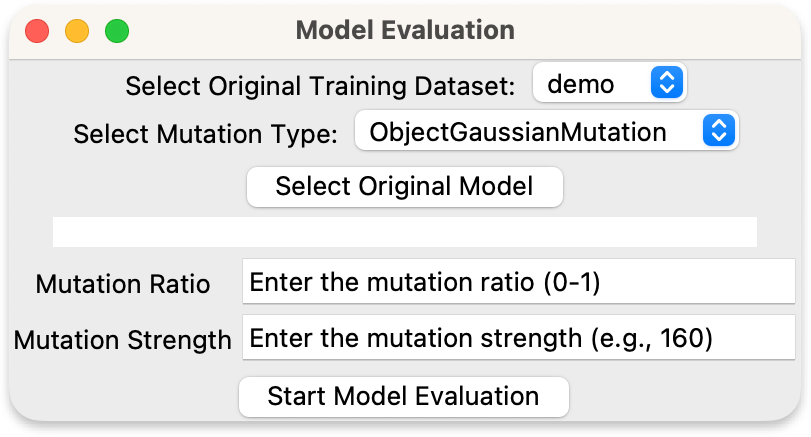 Model Evaluation
Select Original Training Dataset: demo
Select Mutation Type: ObjectGaussianMutation
Select Original Model
Mutation Ratio Enter the mutation ratio (0-1)
Mutation Strength Enter the mutation strength (e.g., 160)
Start Model Evaluation